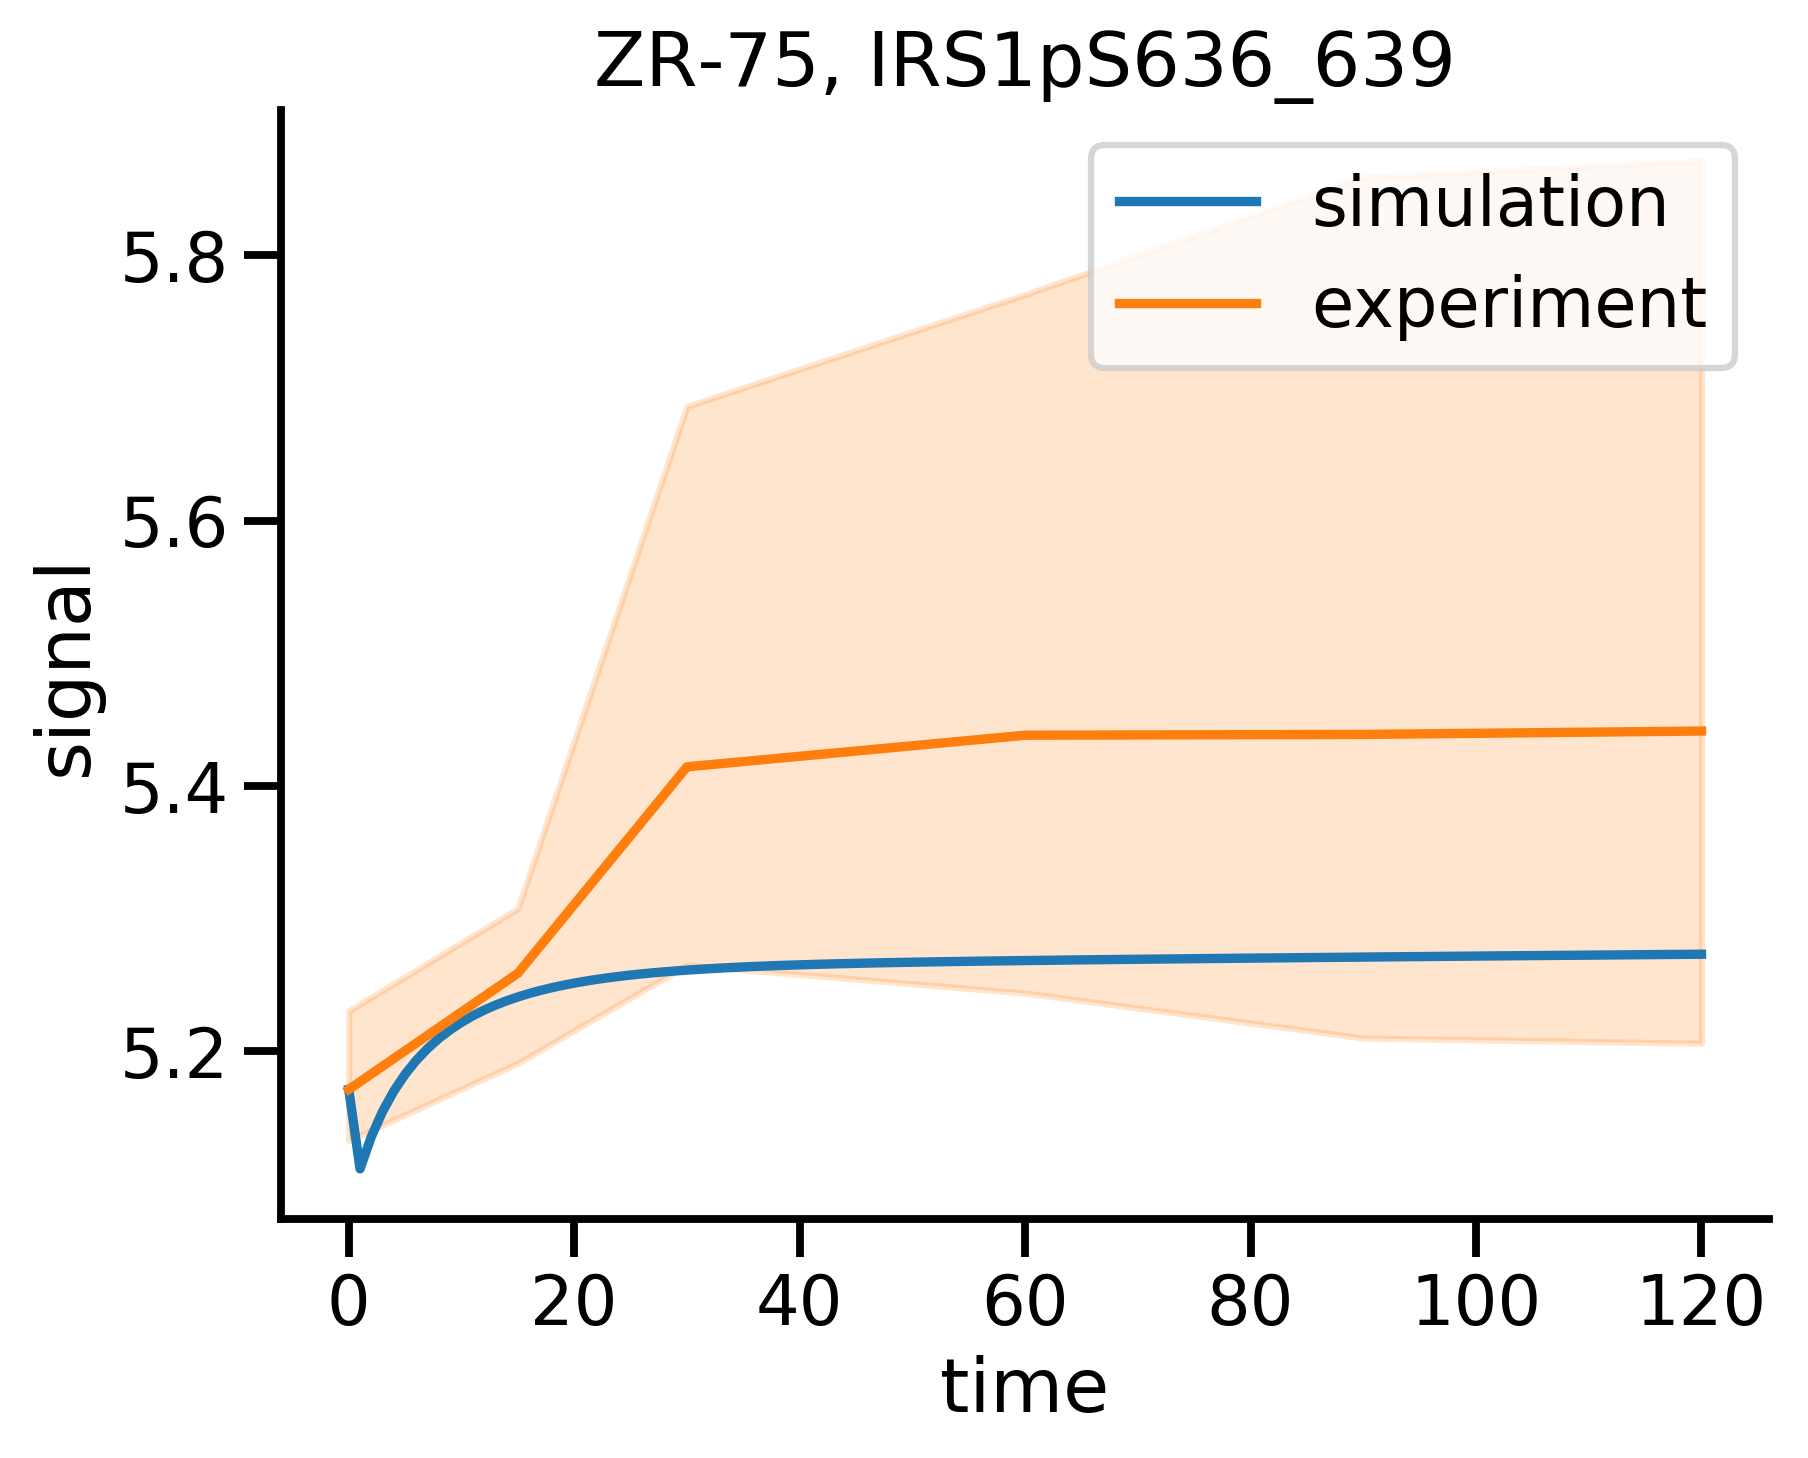 ZR-75, IRS1pS636_639
simulation
experiment
signal
5.8
5.6
5.4
5.2
0 20 40 60 80 100 120
time